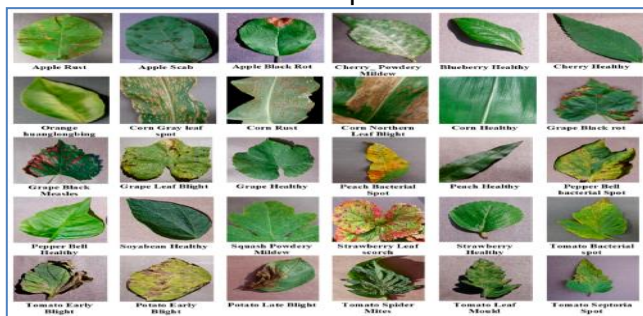 Apple Rust
Apple Scab
Apple Black Rot
Cherry_ Powdery
Mildew
Blueberry Healthy
Cherry Healthy
Orange
huanglongbing
Corn Gray leaf
spot
Corn Rust
Corn Northern
Leaf Blight
Corn Healthy
Grape Black rot
Grape Black
Measles
Grape Leaf Blight
Grape Healthy
Peach Bacterial
Spot
Peach Healthy
Pepper Bell
bacterial Spot
Pepper Bell
Healthy
Soyabean Healthy
Squash Powdery
Mildew
Strawberry Leaf
scorch
Strawberry
Healthy
Tomato Bacterial
spot
Tomato Early
Blight
Potato Early
Blight
Potato Late Blight
Tomato Spider
Mites
Tomato Leaf
Mould
Tomato Septoria
Spot